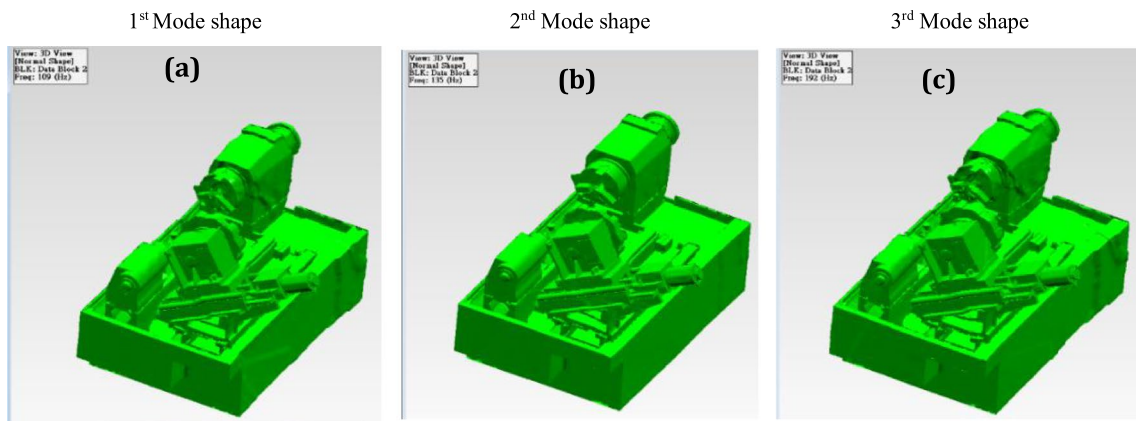 1st Mode shape
2nd Mode shape
3rd Mode shape
View: 3D View
[Normal Shape]
BLK: Data Block 2
Freq: 109 (Hz)
(a)
View: 3D View
[Normal Shape]
BLK: Data Block 2
Freq: 135 (Hz)
(b)
View: 3D View
[Normal Shape]
BLK: Data Block 2
Freq: 192 (Hz)
(c)